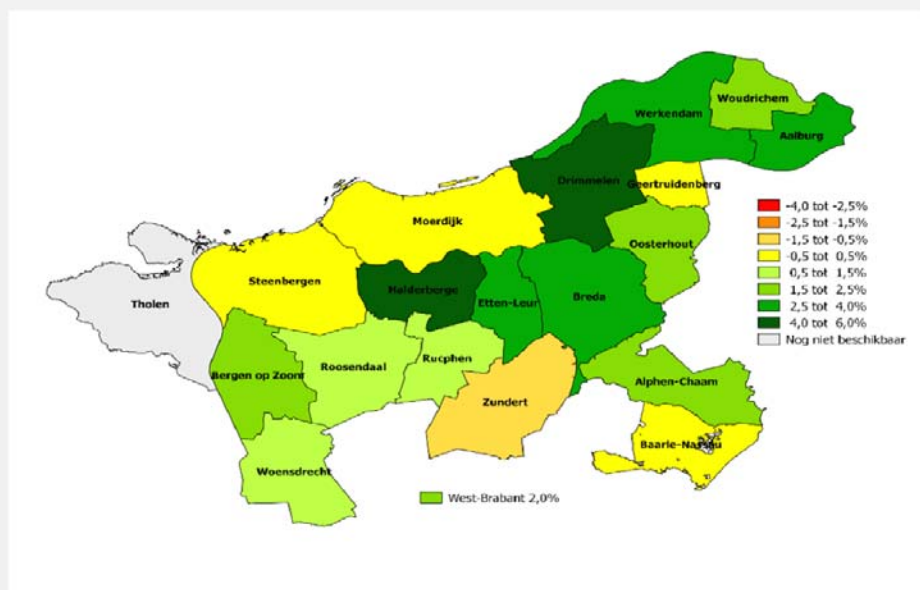 Woudrichem
Werkendam
Aalburg
Drimmelen
Geertruidenberg
Moerdijk
Oosterhout
Steenbergen
Halderberge
Etten-Leur
Breda
Tholen
Roosendaal
Rucphen
Bergen op Zoom
Zundert
Alphen-Chaam
Baarle-Nassau
Woensdrecht
-4,0 tot -2,5%
-2,5 tot -1,5%
-1,5 tot -0,5%
-0,5 tot 0,5%
0,5 tot 1,5%
1,5 tot 2,5%
2,5 tot 4,0%
4,0 tot 6,0%
Nog niet beschikbaar
West-Brabant 2,0%